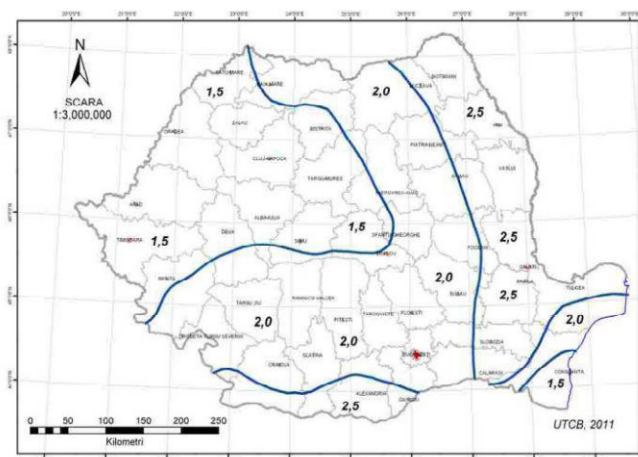 N
SCARA
1:3,000,000
1,5
2,0
2,5
SATU MARE
BAIA MARE
SUCEAVA
BOTOSANI
ORADEA
ZALAU
BISTRITA
IASI
CLUJ-NAPOCA
PIATRA NEAMT
TARGU MURES
VASLUI
BACAU
MIERCUREA-CIUC
ARAD
ALBA IULIA
1,5
TIMISOARA
1,5
DEVA
SIBIU
SFANTU GHEORGHE
BRASOV
FOCSANI
2,5
GALATI
RESITA
2,0
BUZAU
2,5
BRAILA
TULCEA
TARGU JIU
RAMNICU VALCEA
PITESTI
TARGOVISTE
PLOIESTI
2,0
2,0
2,0
DROBETA-TURNU SEVERIN
SLOBOZIA
BUCURESTI
CRAIOVA
SLATINA
CALARASI
CONSTANTA
1,5
ALEXANDRIA
GIURGIU
2,5
0 25 50 100 150 200 250
Kilometri
UTCB, 2011